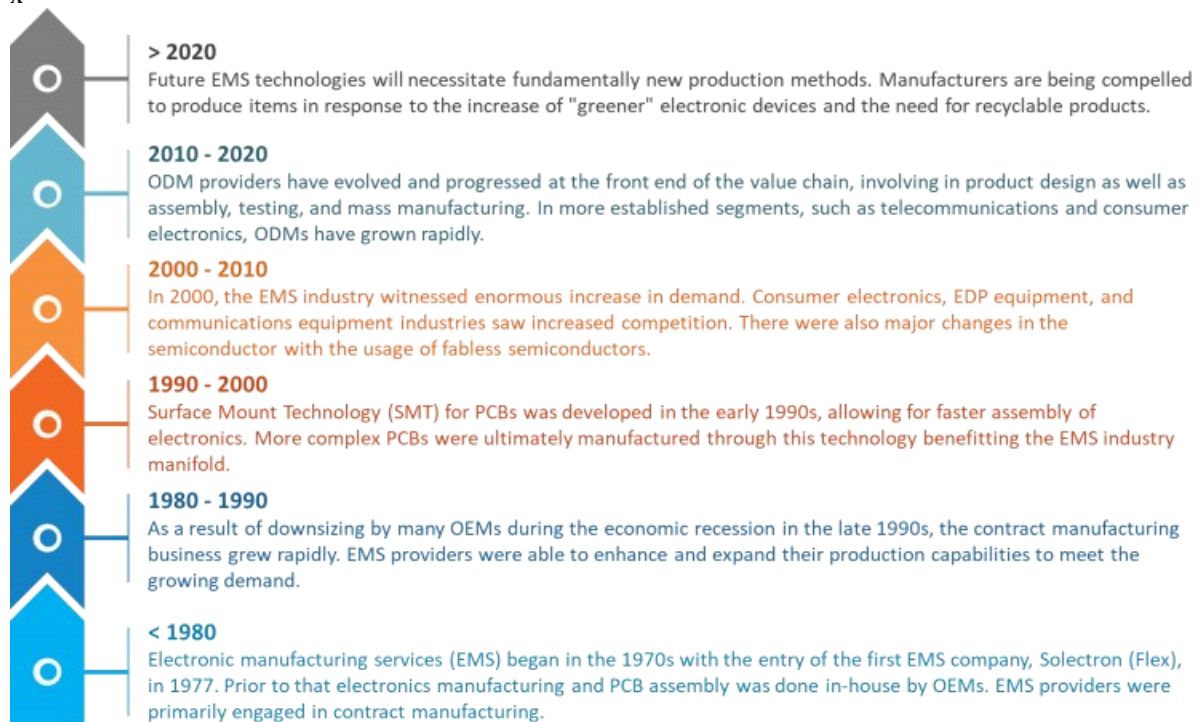 > 2020
Future EMS technologies will necessitate fundamentally new production methods. Manufacturers are being compelled
to produce items in response to the increase of "greener" electronic devices and the need for recyclable products.
2010 - 2020
ODM providers have evolved and progressed at the front end of the value chain, involving in product design as well as
assembly, testing, and mass manufacturing. In more established segments, such as telecommunications and consumer
electronics, ODMs have grown rapidly.
2000 - 2010
In 2000, the EMS industry witnessed enormous increase in demand. Consumer electronics, EDP equipment, and
communications equipment industries saw increased competition. There were also major changes in the
semiconductor with the usage of fabless semiconductors.
1990 - 2000
Surface Mount Technology (SMT) for PCBs was developed in the early 1990s, allowing for faster assembly of
electronics. More complex PCBs were ultimately manufactured through this technology benefitting the EMS industry
manifold.
1980 - 1990
As a result of downsizing by many OEMs during the economic recession in the late 1990s, the contract manufacturing
business grew rapidly. EMS providers were able to enhance and expand their production capabilities to meet the
growing demand.
< 1980
Electronic manufacturing services (EMS) began in the 1970s with the entry of the first EMS company, Solectron (Flex),
in 1977. Prior to that electronics manufacturing and PCB assembly was done in-house by OEMs. EMS providers were
primarily engaged in contract manufacturing.